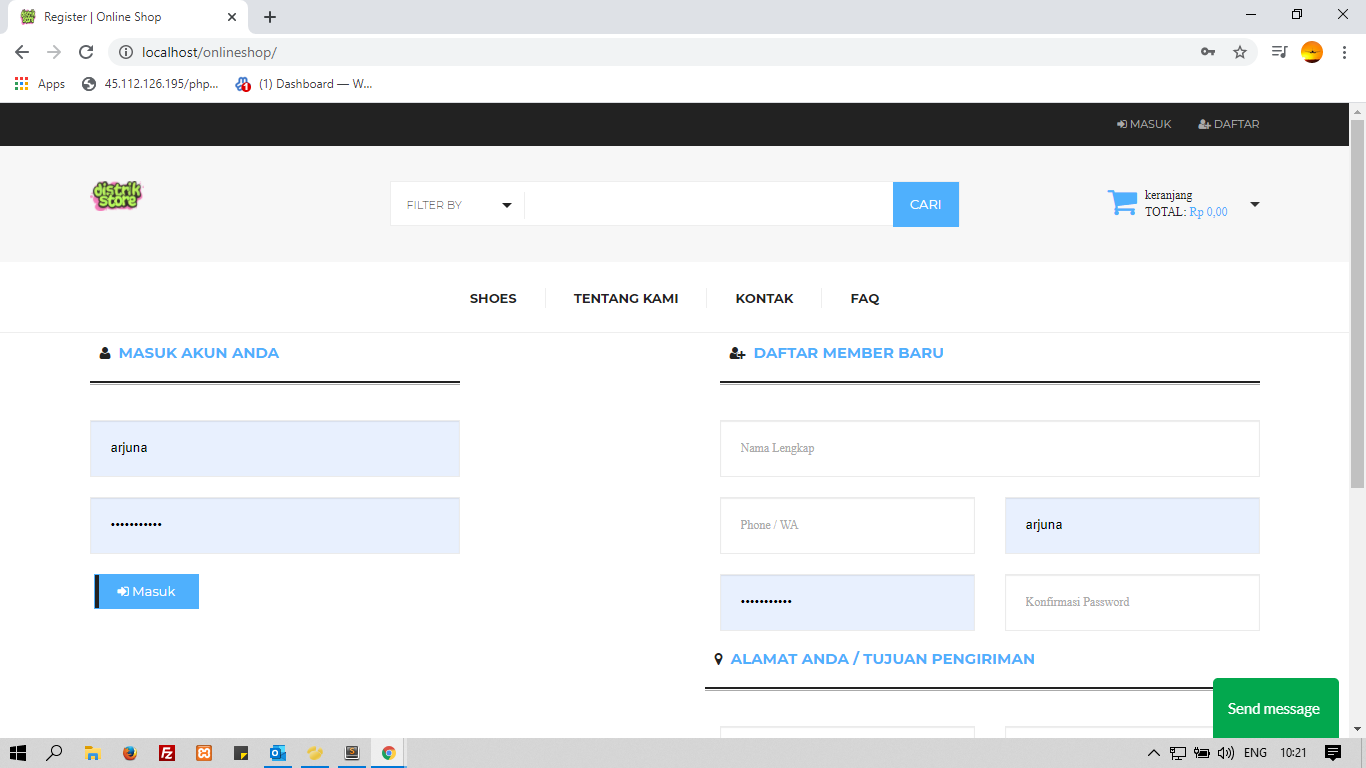 Register | Online Shop
localhost/onlineshop/
Apps
45.112.126.195/php...
(1) Dashboard — W...
MASUK
DAFTAR
distrik
store
FILTER BY
CARI
keranjang
TOTAL: Rp 0,00
SHOES
TENTANG KAMI
KONTAK
FAQ
MASUK AKUN ANDA
arjuna
•••••••••••
Masuk
DAFTAR MEMBER BARU
Nama Lengkap
Phone / WA
arjuna
•••••••••••
Konfirmasi Password
ALAMAT ANDA / TUJUAN PENGIRIMAN
Send message
ENG
10:21